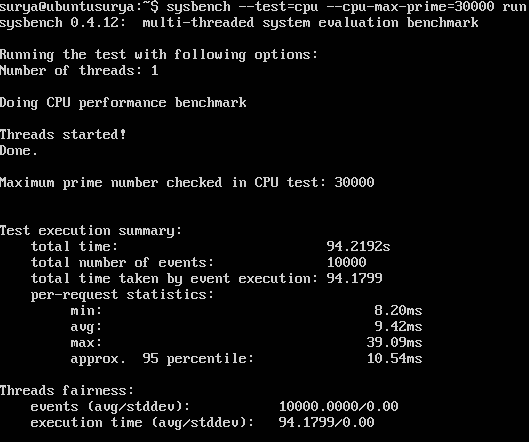 surya@ubuntusurya:~$ sysbench --test=cpu --cpu-max-prime=30000 run
sysbench 0.4.12:  multi-threaded system evaluation benchmark
Running the test with following options:
Number of threads: 1
Doing CPU performance benchmark
Threads started!
Done.
Maximum prime number checked in CPU test: 30000
Test execution summary:
    total time:                          94.2192s
    total number of events:              10000
    total time taken by event execution: 94.1799
    per-request statistics:
         min:                                  8.20ms
         avg:                                  9.42ms
         max:                                 39.09ms
         approx.  95 percentile:              10.54ms
Threads fairness:
    events (avg/stddev):           10000.0000/0.00
    execution time (avg/stddev):   94.1799/0.00